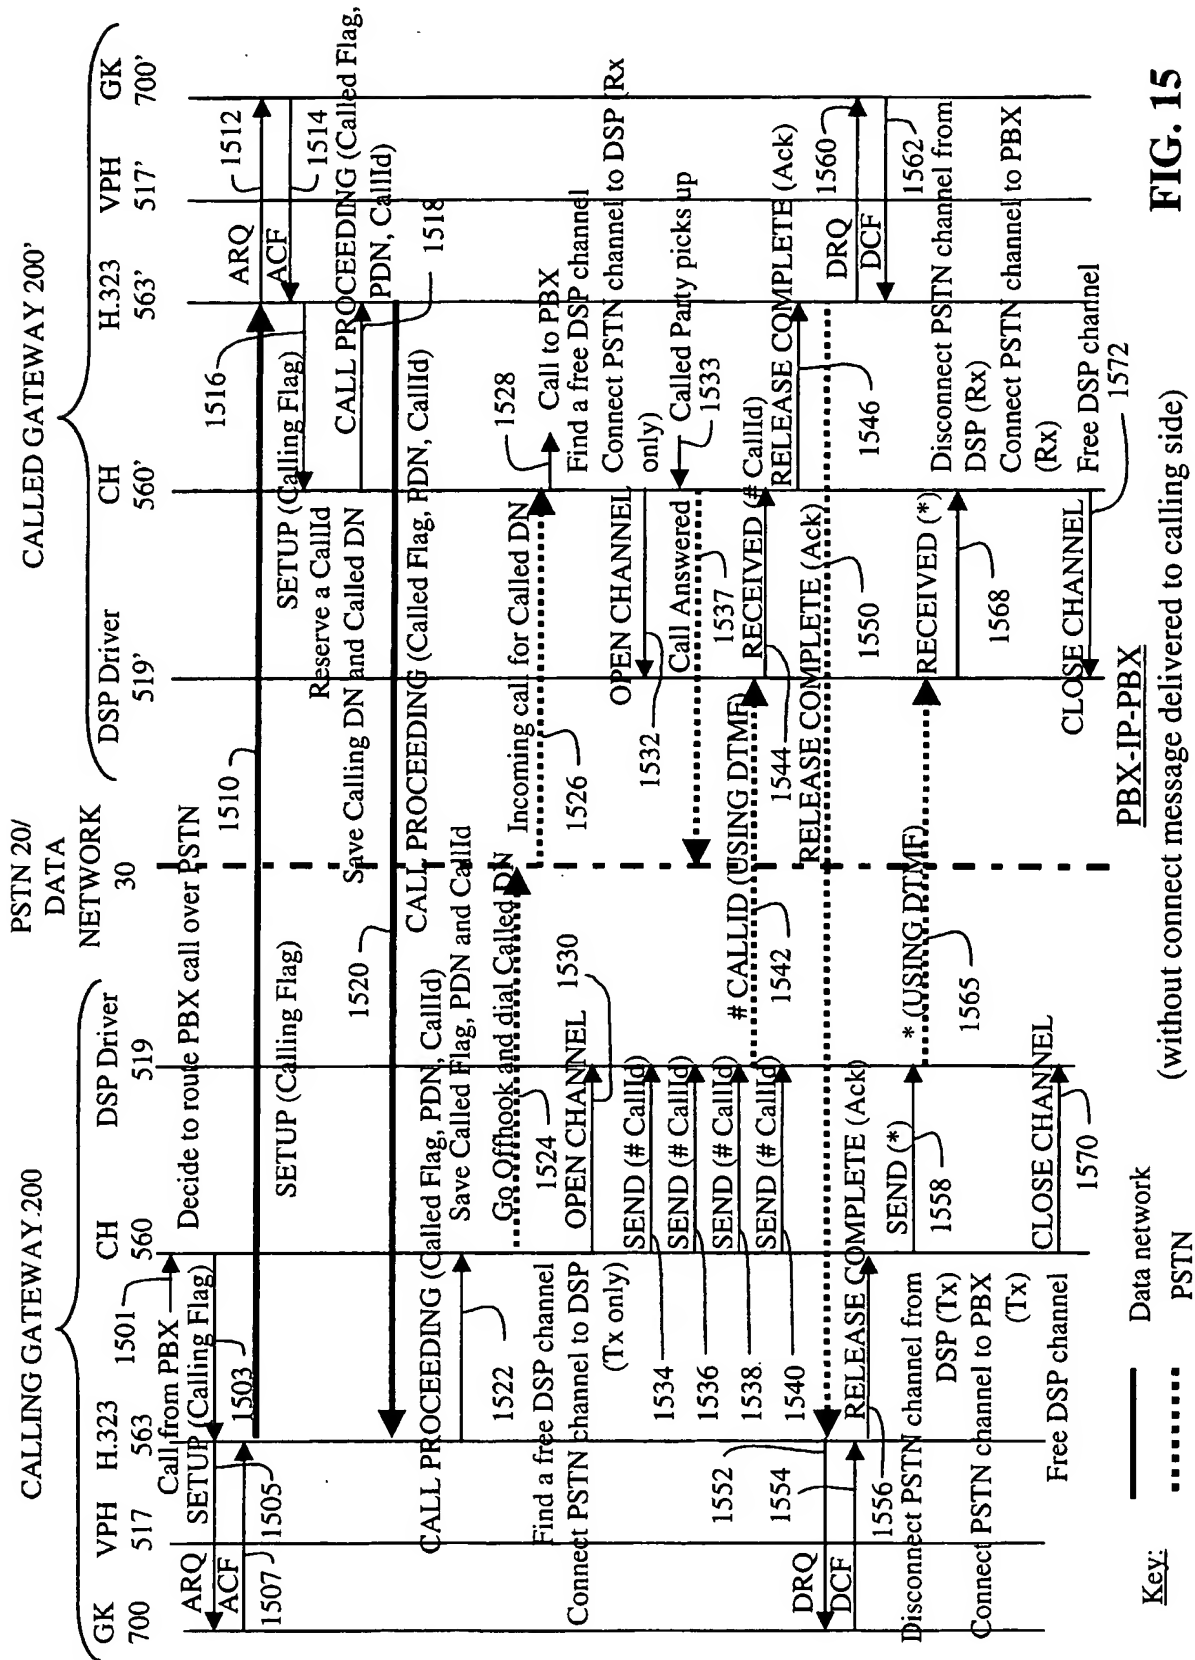 CALLING GATEWAY 200
PSTN 20/
DATA
NETWORK
30
CALLED GATEWAY 200'
GK
700
VPH
517
H.323
563
CH
560
DSP Driver
519
DSP Driver
519'
CH
560'
H.323
563'
VPH
517'
GK
700'
1501
Call from PBX
Decide to route PBX call over PSTN
SETUP (Calling Flag)
1503
ARQ
1505
ACF
1507
1510
SETUP (Calling Flag)
ARQ
1512
ACF
1514
1516
SETUP (Calling Flag)
Reserve a CallId
Save Calling DN and Called DN
CALL PROCEEDING (Called Flag,
PDN, CallId)
1518
1520
CALL PROCEEDING (Called Flag, PDN, CallId)
CALL PROCEEDING (Called Flag, PDN, CallId)
1522
Save Called Flag, PDN and CallId
Go Offhook and dial Called DN
1524
Incoming call for Called DN
1526
1528
Call to PBX
Find a free DSP channel
Connect PSTN channel to DSP (Rx
only)
Find a free DSP channel
Connect PSTN channel to DSP
(Tx only)
OPEN CHANNEL
1530
OPEN CHANNEL
1532
Called Party picks up
1533
Call Answered
1537
SEND (# CallId)
1534
SEND (# CallId)
1536
SEND (# CallId)
1538
SEND (# CallId)
1540
# CALLID (USING DTMF)
1542
RECEIVED (# CallId)
1544
RELEASE COMPLETE (Ack)
1546
RELEASE COMPLETE (Ack)
1550
DRQ
1552
DCF
1554
RELEASE COMPLETE (Ack)
1556
DRQ
1560
DCF
1562
Disconnect PSTN channel from
DSP (Tx)
Connect PSTN channel to PBX
(Tx)
SEND (*)
1558
* (USING DTMF)
1565
RECEIVED (*)
1568
Disconnect PSTN channel from
DSP (Rx)
Connect PSTN channel to PBX
(Rx)
Free DSP channel
CLOSE CHANNEL
1570
Free DSP channel
CLOSE CHANNEL
1572
Key:
Data network
PSTN
PBX-IP-PBX
(without connect message delivered to calling side)
FIG. 15